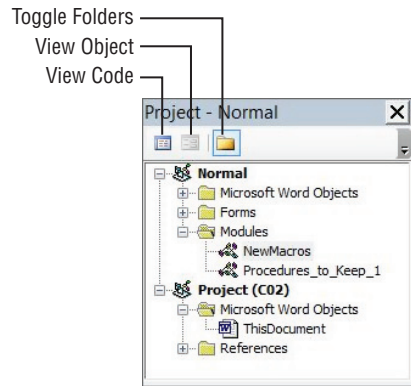 Toggle Folders
View Object
View Code
Project - Normal
Normal
Microsoft Word Objects
Forms
Modules
NewMacros
Procedures_to_Keep_1
Project (C02)
Microsoft Word Objects
ThisDocument
References